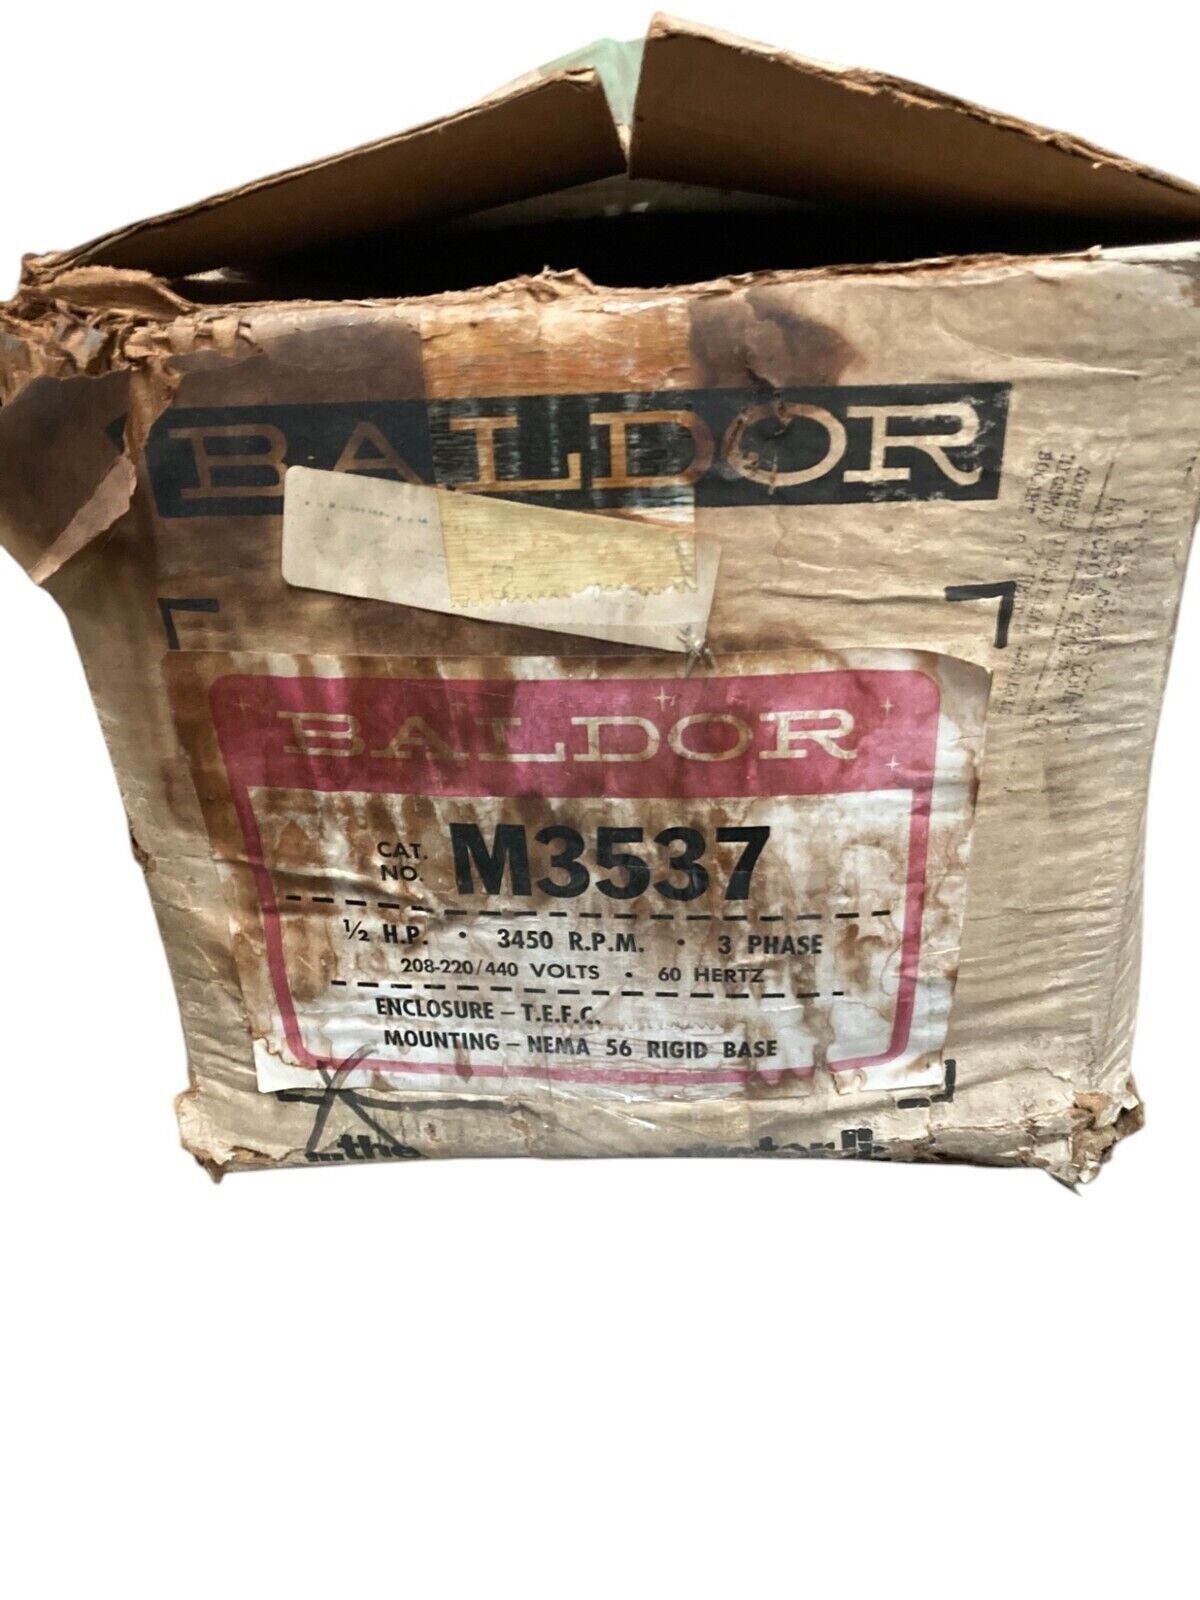 BALDOR
BALDOR
CAT. NO. M3537
½ H.P. • 3450 R.P.M. • 3 PHASE
208-220/440 VOLTS • 60 HERTZ
ENCLOSURE – T.E.F.C.
MOUNTING – NEMA 56 RIGID BASE
...the